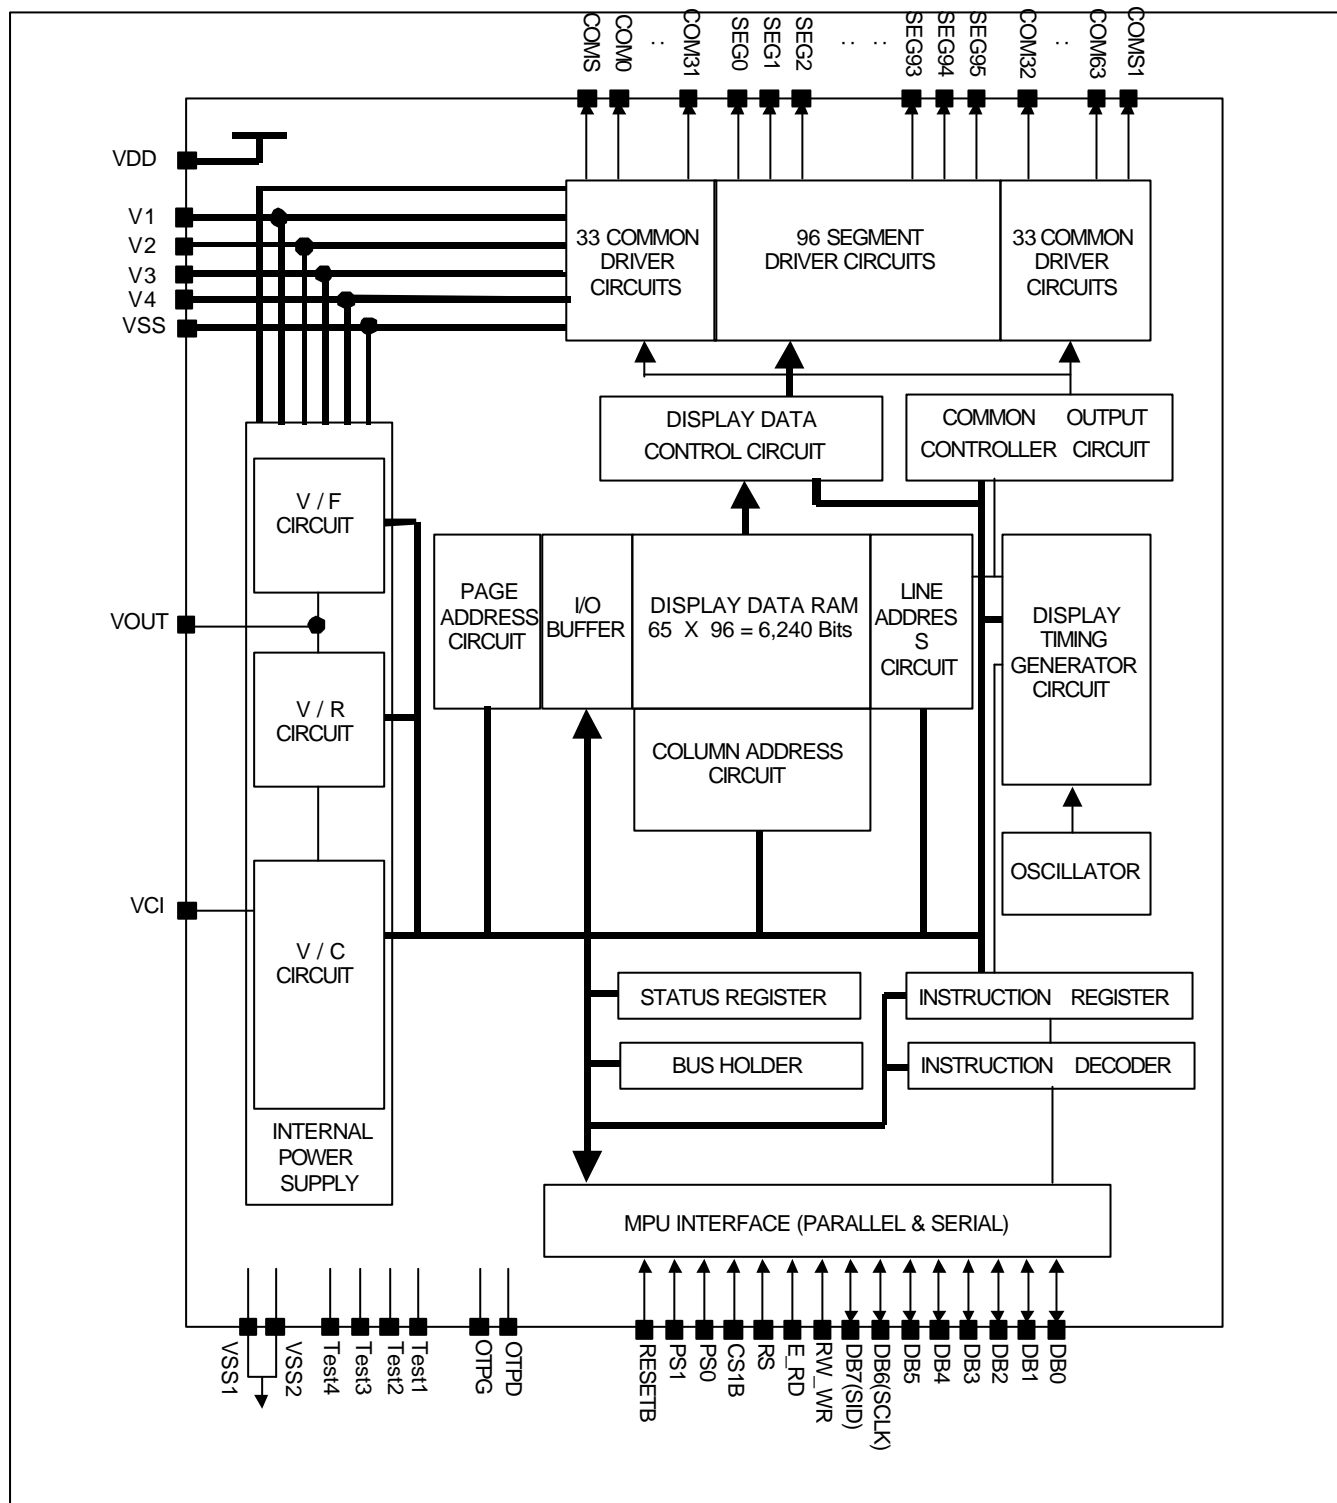 COMS
COM0
: :
COM31
SEG0
SEG1
SEG2
: :
: :
SEG93
SEG94
SEG95
COM32
: :
COM63
COMS1
VDD
V1
V2
V3
V4
VSS
33 COMMON
DRIVER
CIRCUITS
96 SEGMENT
DRIVER CIRCUITS
33 COMMON
DRIVER
CIRCUITS
DISPLAY DATA
CONTROL CIRCUIT
COMMON OUTPUT
CONTROLLER CIRCUIT
V / F
CIRCUIT
PAGE
ADDRESS
CIRCUIT
I/O
BUFFER
DISPLAY DATA RAM
65 X 96 = 6,240 Bits
LINE
ADDRES
S
CIRCUIT
DISPLAY
TIMING
GENERATOR
CIRCUIT
VOUT
V / R
CIRCUIT
COLUMN ADDRESS
CIRCUIT
OSCILLATOR
VCI
V / C
CIRCUIT
STATUS REGISTER
INSTRUCTION REGISTER
BUS HOLDER
INSTRUCTION DECODER
INTERNAL
POWER
SUPPLY
MPU INTERFACE (PARALLEL & SERIAL)
VSS1
VSS2
Test4
Test3
Test2
Test1
OTPG
OTPD
RESETB
PS1
PS0
CS1B
RS
E_RD
RW_WR
DB7(SID)
DB6(SCLK)
DB5
DB4
DB3
DB2
DB1
DB0